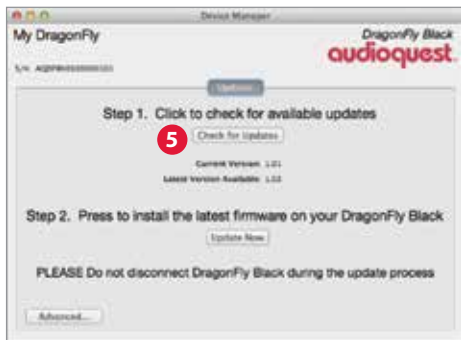 Device Manager
My DragonFly
DragonFly Black
audioquest
Updates
Step 1. Click to check for available updates
5
Check for Updates
Current Version: 1.01
Latest Version Available:
Step 2. Press to install the latest firmware on your DragonFly Black
Update Now
PLEASE Do not disconnect DragonFly Black during the update process
Advanced...